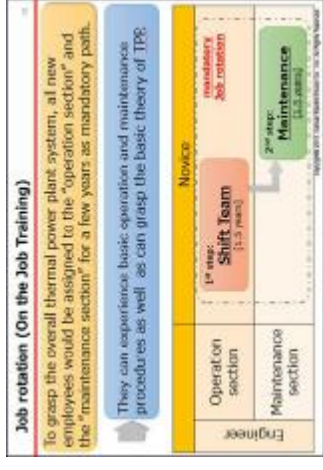 Job rotation (On the Job Training)
To grasp the overall thermal power plant system, all new
employees would be assigned to the "operation section" and
the "maintenance section" for a few years as mandatory path.
They can experience basic operation and maintenance
procedures as well as can grasp the basic theory of TPP.
Novice
Engineer
Operation
section
1st step:
Shift Team
[1.5 years]
mandatory
Job rotation
Maintenance
section
2nd step:
Maintenance
[1.5 years]